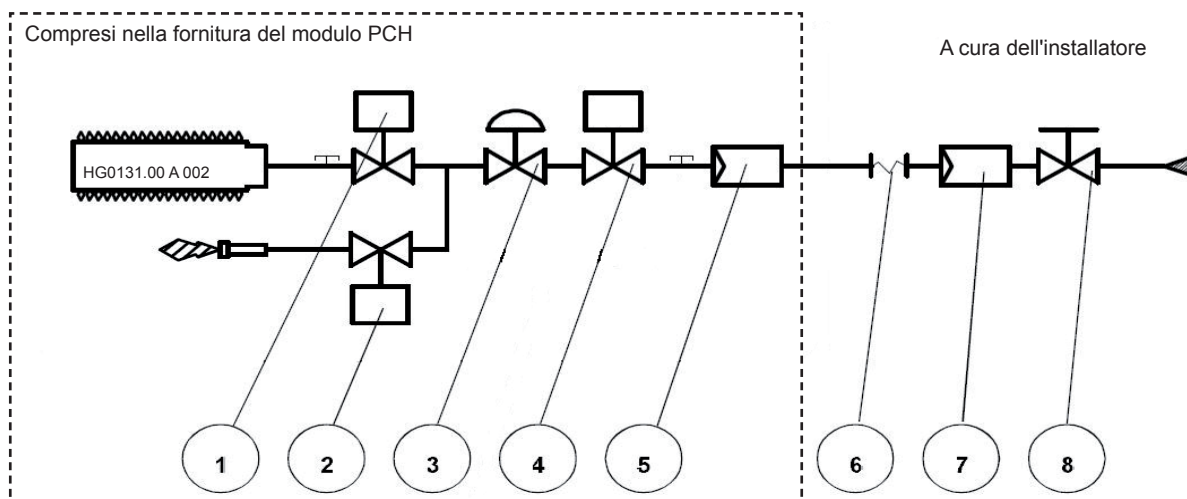 Compresi nella fornitura del modulo PCH
A cura dell'installatore
HG0131.00 A 002
1 2 3 4 5 6 7 8